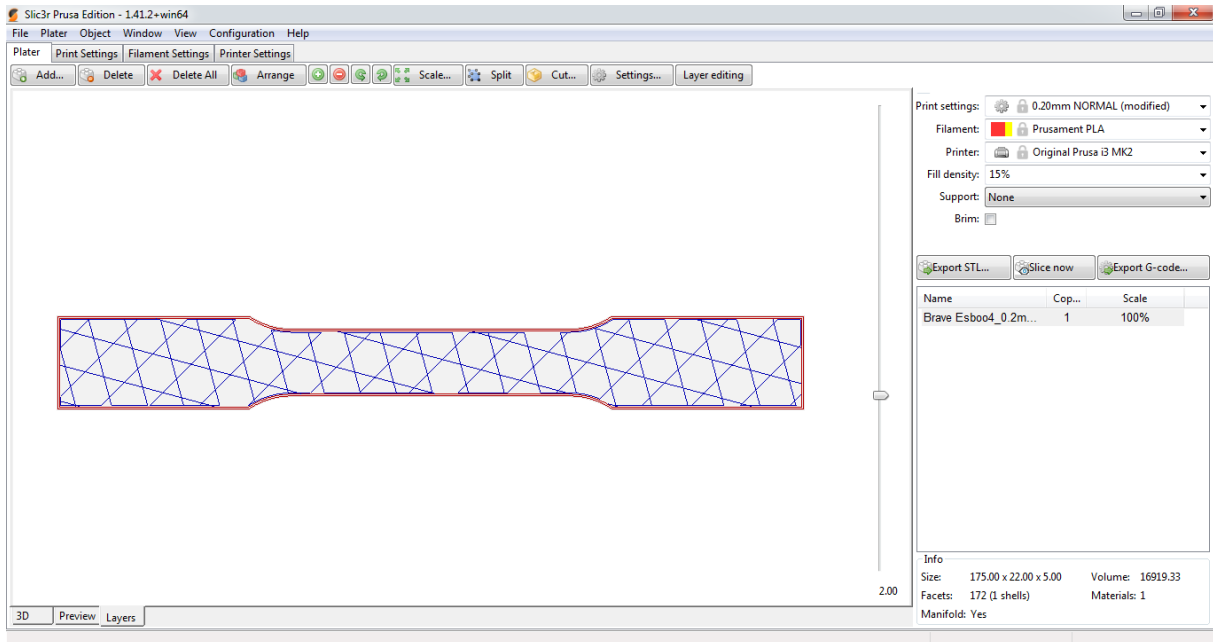 Slic3r Prusa Edition - 1.41.2+win64
File Plater Object Window View Configuration Help
Plater Print Settings Filament Settings Printer Settings
Add... Delete Delete All Arrange Scale... Split Cut... Settings... Layer editing
Print settings: 0.20mm NORMAL (modified)
Filament: Prusament PLA
Printer: Original Prusa i3 MK2
Fill density: 15%
Support: None
Brim:
Export STL... Slice now Export G-code...
Name Cop... Scale
Brave Esboo4_0.2m... 1 100%
Info
Size: 175.00 x 22.00 x 5.00 Volume: 16919.33
2.00
Facets: 172 (1 shells) Materials: 1
Manifold: Yes
3D Preview Layers